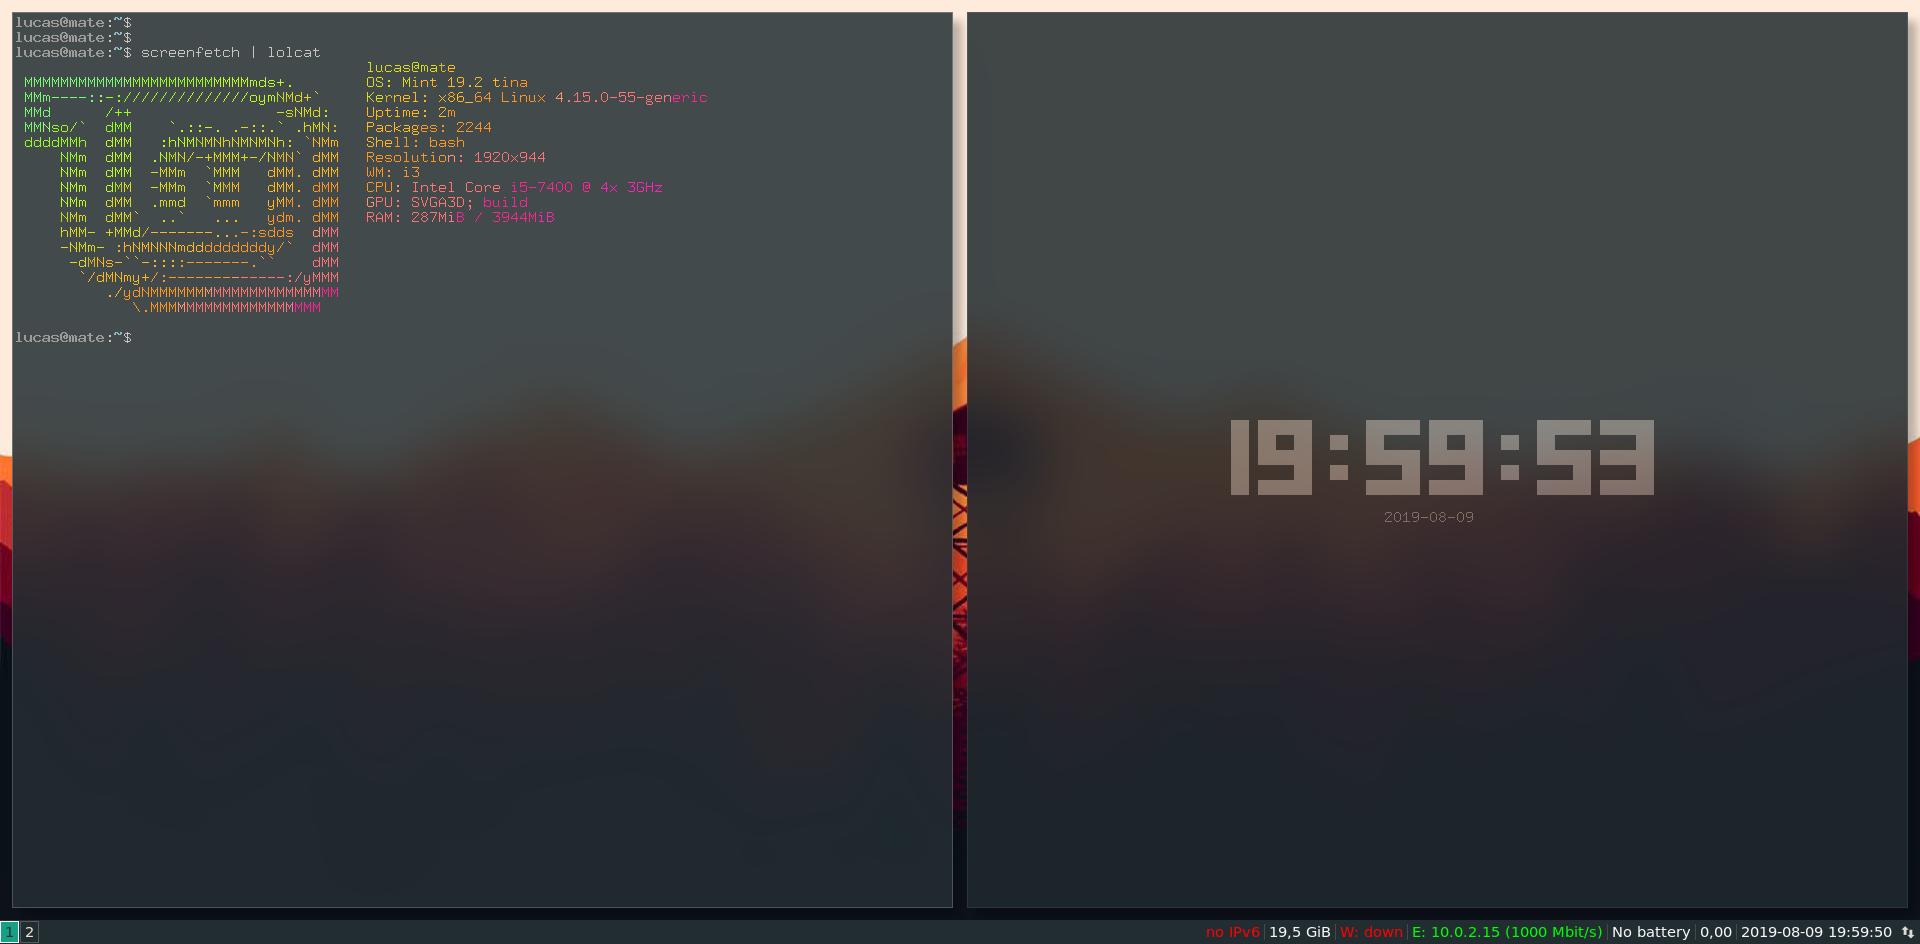 lucas@mate:~$
lucas@mate:~$
lucas@mate:~$ screenfetch | lolcat
lucas@mate
MMMMMMMMMMMMMMMMMMMMMMMMMmds+.        OS: Mint 19.2 tina
MMm----::-://////////////oymNMd+`     Kernel: x86_64 Linux 4.15.0-55-generic
MMd      /++                -sNMd:    Uptime: 2m
MMNso/`  dMM    `.::-. .-::.` .hMN:   Packages: 2244
ddddMMh  dMM   :hNMNMNhNMNMNh: `NMm   Shell: bash
    NMm  dMM  .NMN/-+MMM+-/NMN` dMM   Resolution: 1920x944
    NMm  dMM  -MMm  `MMM   dMM. dMM   WM: i3
    NMm  dMM  -MMm  `MMM   dMM. dMM   CPU: Intel Core i5-7400 @ 4x 3GHz
    NMm  dMM  .mmd  `mmm   yMM. dMM   GPU: SVGA3D; build
    NMm  dMM`  ..`   ...   ydm. dMM   RAM: 287MiB / 3944MiB
    hMM- +MMd/-------...-:sdds  dMM
    -NMm- :hNMNNNmdddddddddy/`  dMM
     -dMNs-``-::::-------.``    dMM
      `/dMNmy+/:-------------:/yMMM
         ./ydNMMMMMMMMMMMMMMMMMMMMM
            \.MMMMMMMMMMMMMMMMMMM
lucas@mate:~$
19:59:53
2019-08-09
1 2 no IPv6 | 19,5 GiB | W: down | E: 10.0.2.15 (1000 Mbit/s) | No battery | 0,00 | 2019-08-09 19:59:50